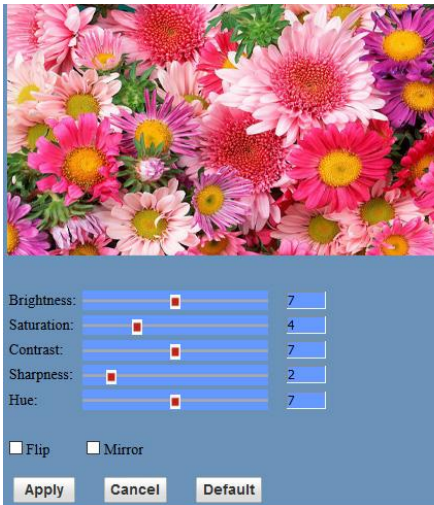 Brightness: 7
Saturation: 4
Contrast: 7
Sharpness: 2
Hue: 7
Flip Mirror
Apply Cancel Default